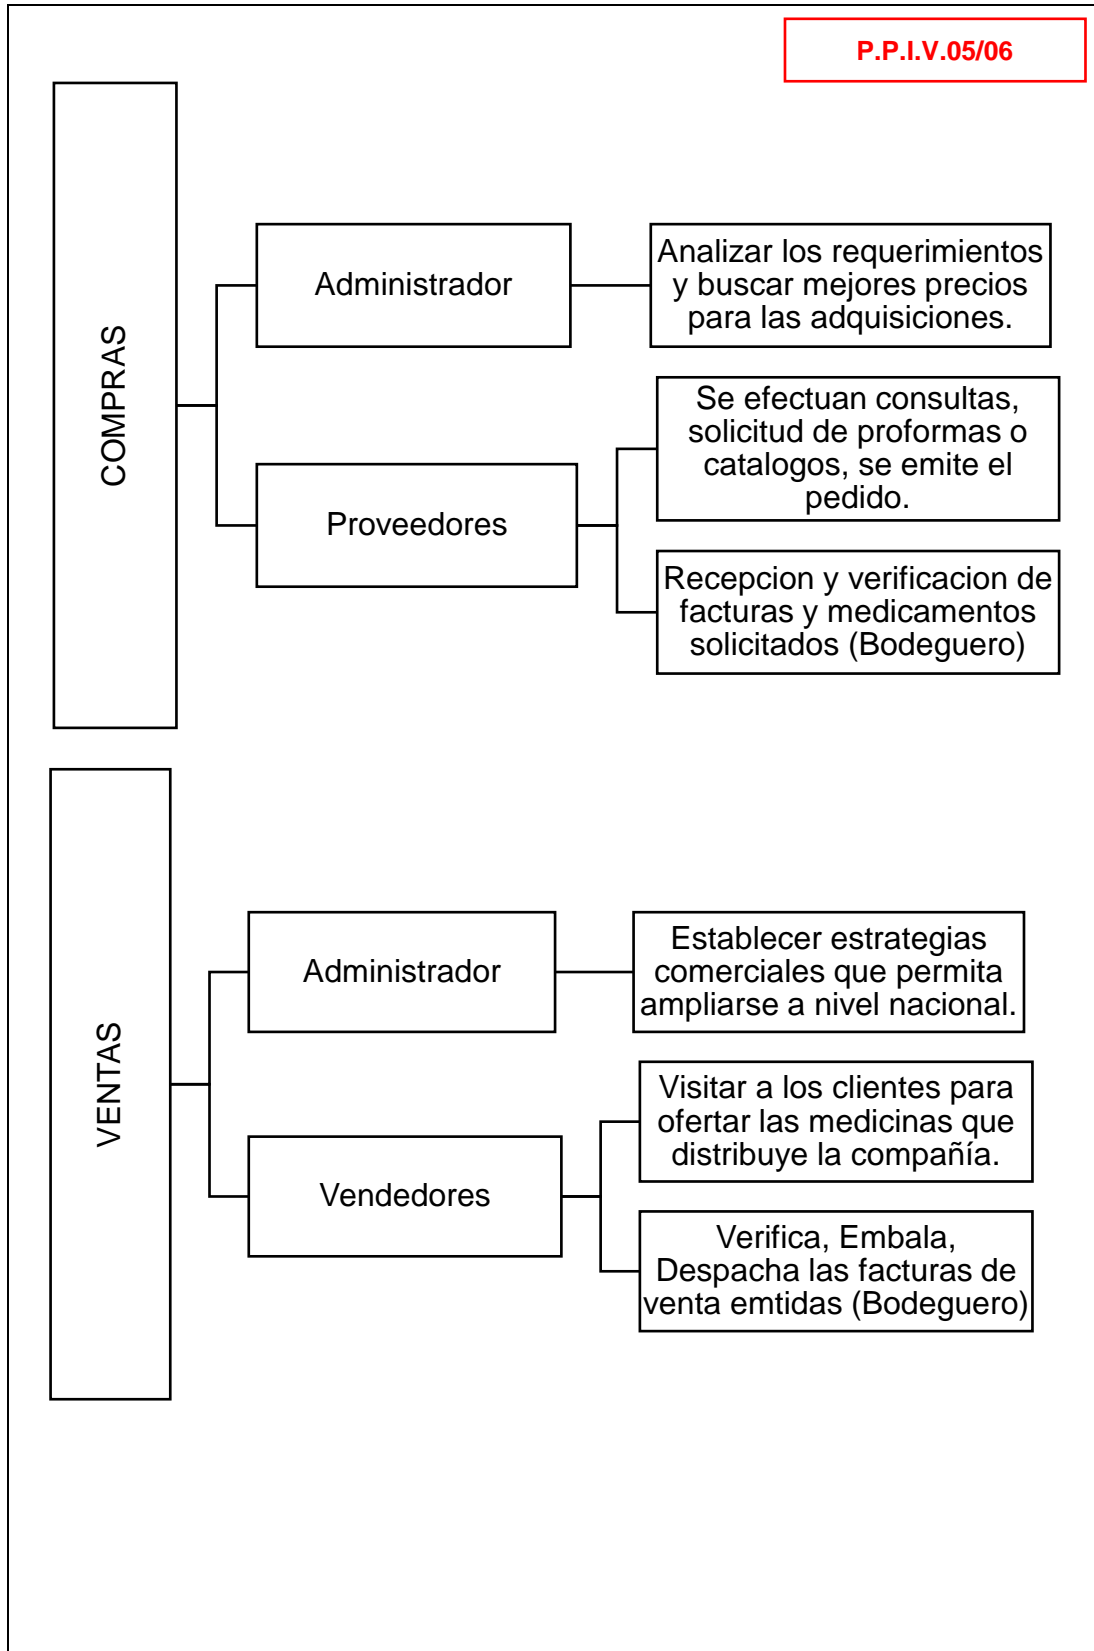 P.P.I.V.05/06
COMPRAS
Administrador
Analizar los requerimientos
y buscar mejores precios
para las adquisiciones.
Proveedores
Se efectuan consultas,
solicitud de proformas o
catalogos, se emite el
pedido.
Recepcion y verificacion de
facturas y medicamentos
solicitados (Bodeguero)
VENTAS
Administrador
Establecer estrategias
comerciales que permita
ampliarse a nivel nacional.
Vendedores
Visitar a los clientes para
ofertar las medicinas que
distribuye la compañía.
Verifica, Embala,
Despacha las facturas de
venta emtidas (Bodeguero)